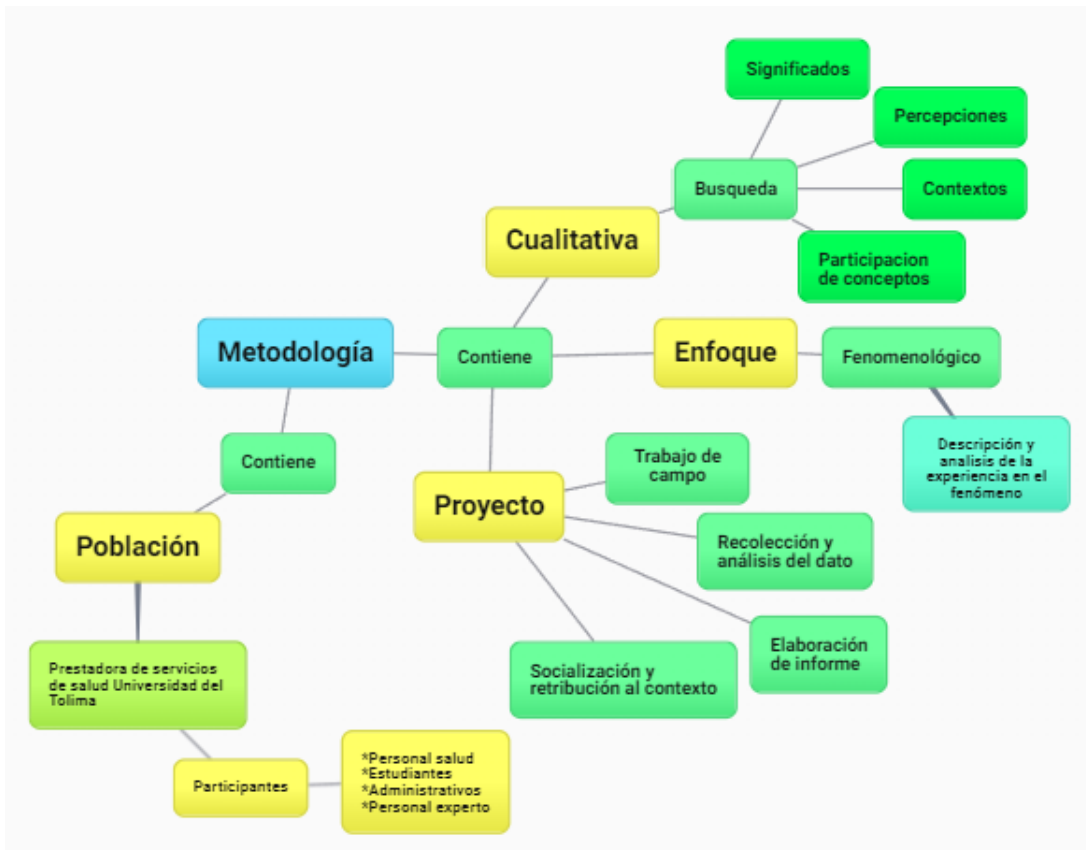 Significados
Percepciones
Busqueda
Contextos
Cualitativa
Participacion
de conceptos
Metodología
Contiene
Enfoque
Fenomenológico
Descripción y
analisis de la
experiencia en el
fenómeno
Contiene
Trabajo de
campo
Proyecto
Recolección y
análisis del dato
Población
Elaboración
de informe
Socialización y
retribución al contexto
Prestadora de servicios
de salud Universidad del
Tolima
Participantes
*Personal salud
*Estudiantes
*Administrativos
*Personal experto